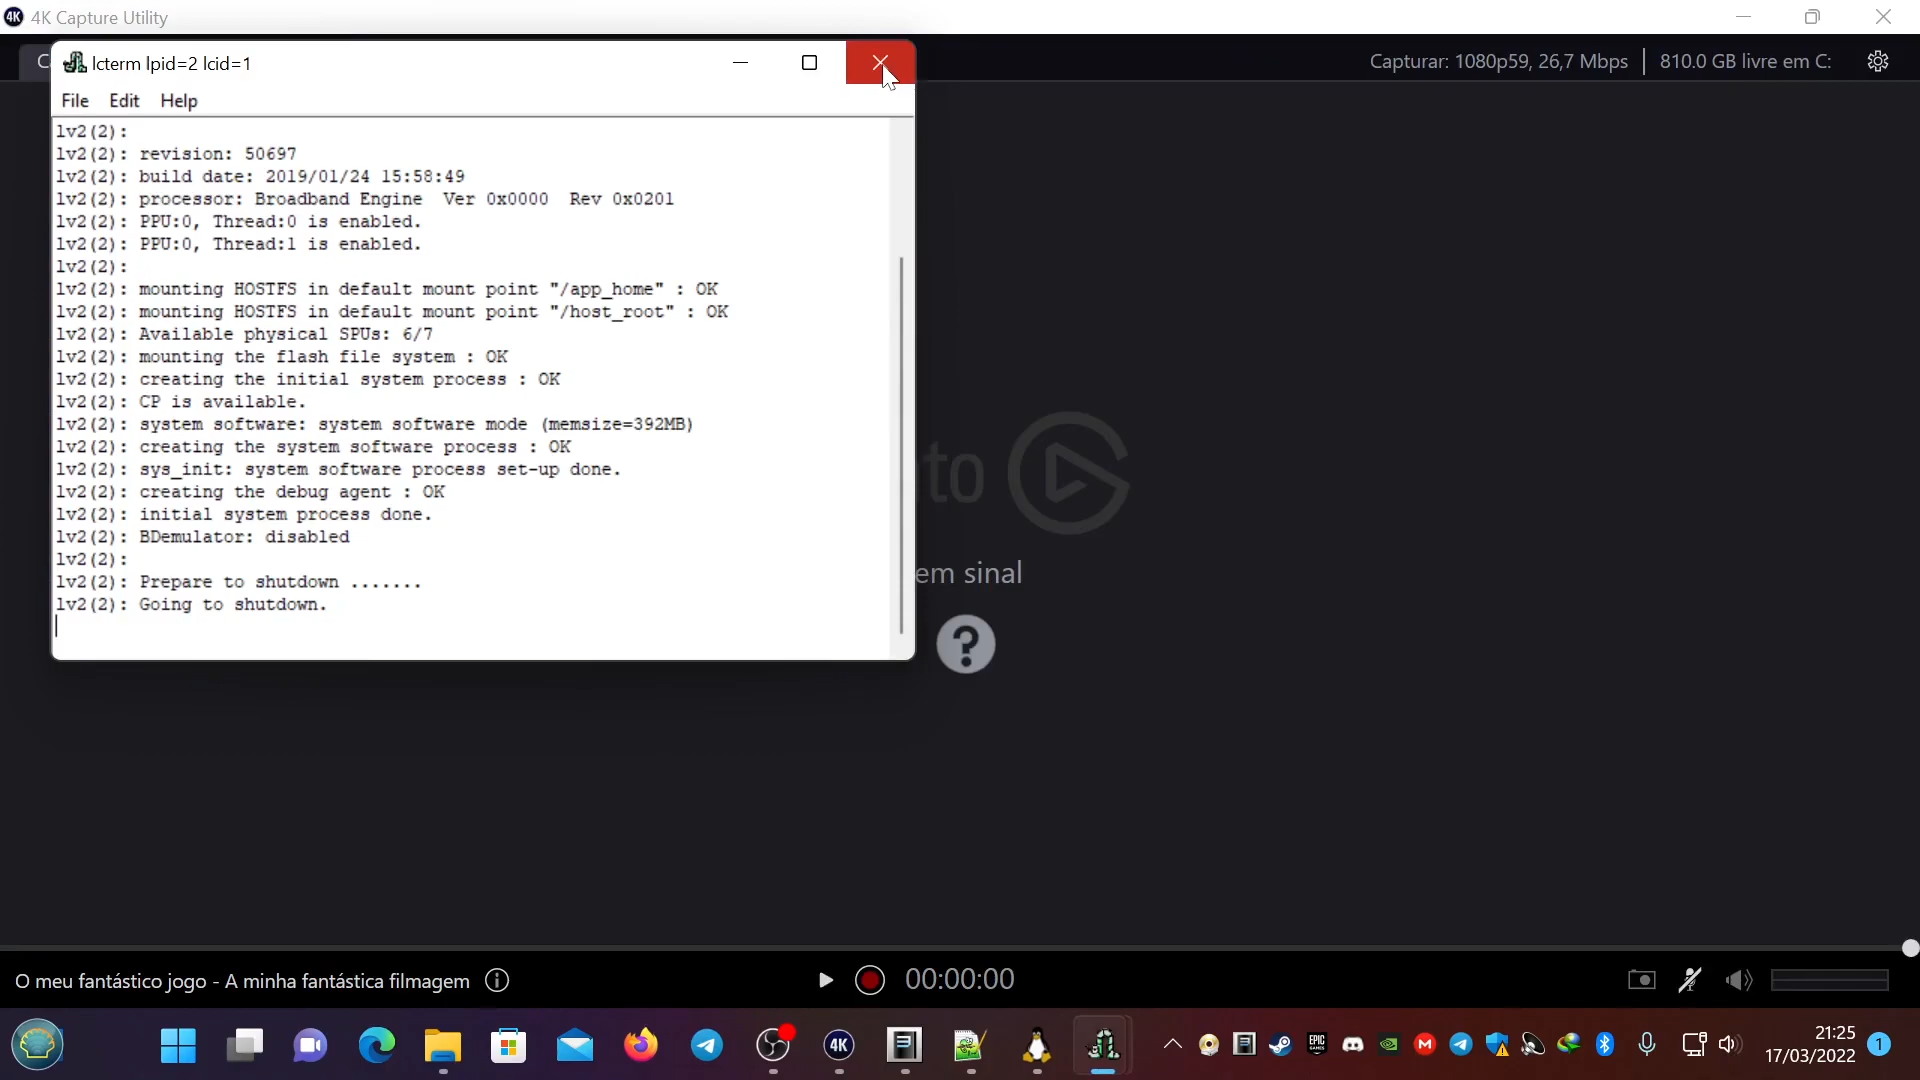 4K Capture Utility
Capturar: 1080p59, 26,7 Mbps
810.0 GB livre em C:
lcterm lpid=2 lcid=1
File Edit Help
lv2(2):
lv2(2): revision: 50697
lv2(2): build date: 2019/01/24 15:58:49
lv2(2): processor: Broadband Engine  Ver 0x0000  Rev 0x0201
lv2(2): PPU:0, Thread:0 is enabled.
lv2(2): PPU:0, Thread:1 is enabled.
lv2(2):
lv2(2): mounting HOSTFS in default mount point "/app_home" : OK
lv2(2): mounting HOSTFS in default mount point "/host_root" : OK
lv2(2): Available physical SPUs: 6/7
lv2(2): mounting the flash file system : OK
lv2(2): creating the initial system process : OK
lv2(2): CP is available.
lv2(2): system software: system software mode (memsize=392MB)
lv2(2): creating the system software process : OK
lv2(2): sys_init: system software process set-up done.
lv2(2): creating the debug agent : OK
lv2(2): initial system process done.
lv2(2): BDemulator: disabled
lv2(2):
lv2(2): Prepare to shutdown .......
lv2(2): Going to shutdown.
to
em sinal
O meu fantástico jogo - A minha fantástica filmagem
00:00:00
4K
EPIC GAMES
21:25
17/03/2022
1